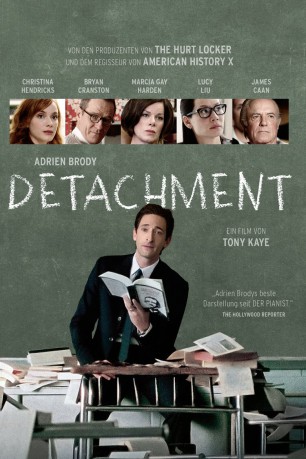 VON DEN PRODUZENTEN VON THE HURT LOCKER
UND DEM REGISSEUR VON AMERICAN HISTORY X
CHRISTINA HENDRICKS
BRYAN CRANSTON
MARCIA GAY HARDEN
LUCY LIU
JAMES CAAN
ADRIEN BRODY
DETACHMENT
EIN FILM VON
TONY KAYE
„Adrien Brodys beste
Darstellung seit DER PIANIST.“
THE HOLLYWOOD REPORTER